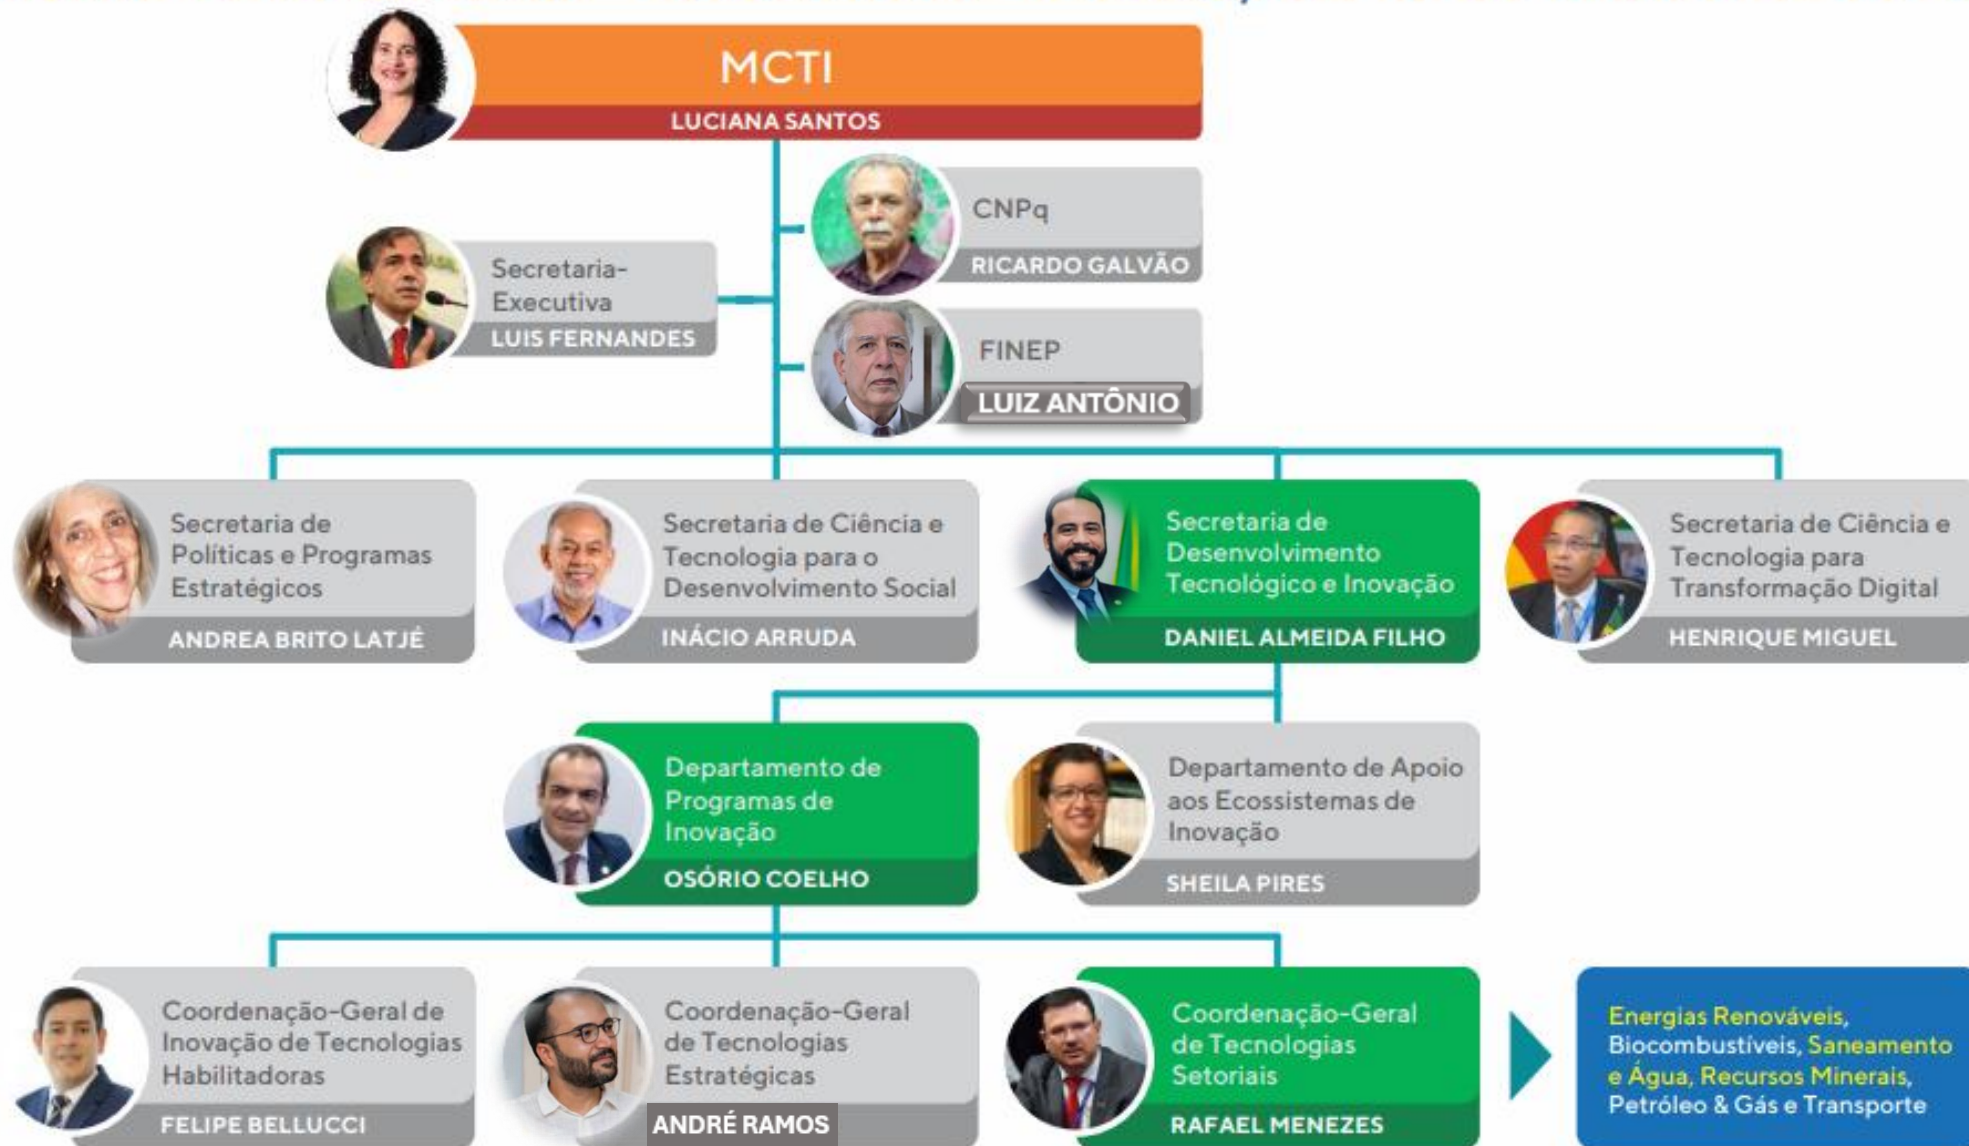 MCTI
LUCIANA SANTOS
CNPq
RICARDO GALVÃO
Secretaria-
Executiva
LUIS FERNANDES
FINEP
LUIZ ANTÔNIO
Secretaria de
Políticas e Programas
Estratégicos
ANDREA BRITO LATJÉ
Secretaria de Ciência e
Tecnologia para o
Desenvolvimento Social
INÁCIO ARRUDA
Secretaria de
Desenvolvimento
Tecnológico e Inovação
DANIEL ALMEIDA FILHO
Secretaria de Ciência e
Tecnologia para
Transformação Digital
HENRIQUE MIGUEL
Departamento de
Programas de
Inovação
OSÓRIO COELHO
Departamento de Apoio
aos Ecossistemas de
Inovação
SHEILA PIRES
Coordenação-Geral de
Inovação de Tecnologias
Habilitadoras
FELIPE BELLUCCI
Coordenação-Geral
de Tecnologias
Estratégicas
ANDRÉ RAMOS
Coordenação-Geral
de Tecnologias
Setoriais
RAFAEL MENEZES
Energias Renováveis,
Biocombustíveis, Saneamento
e Água, Recursos Minerais,
Petróleo & Gás e Transporte